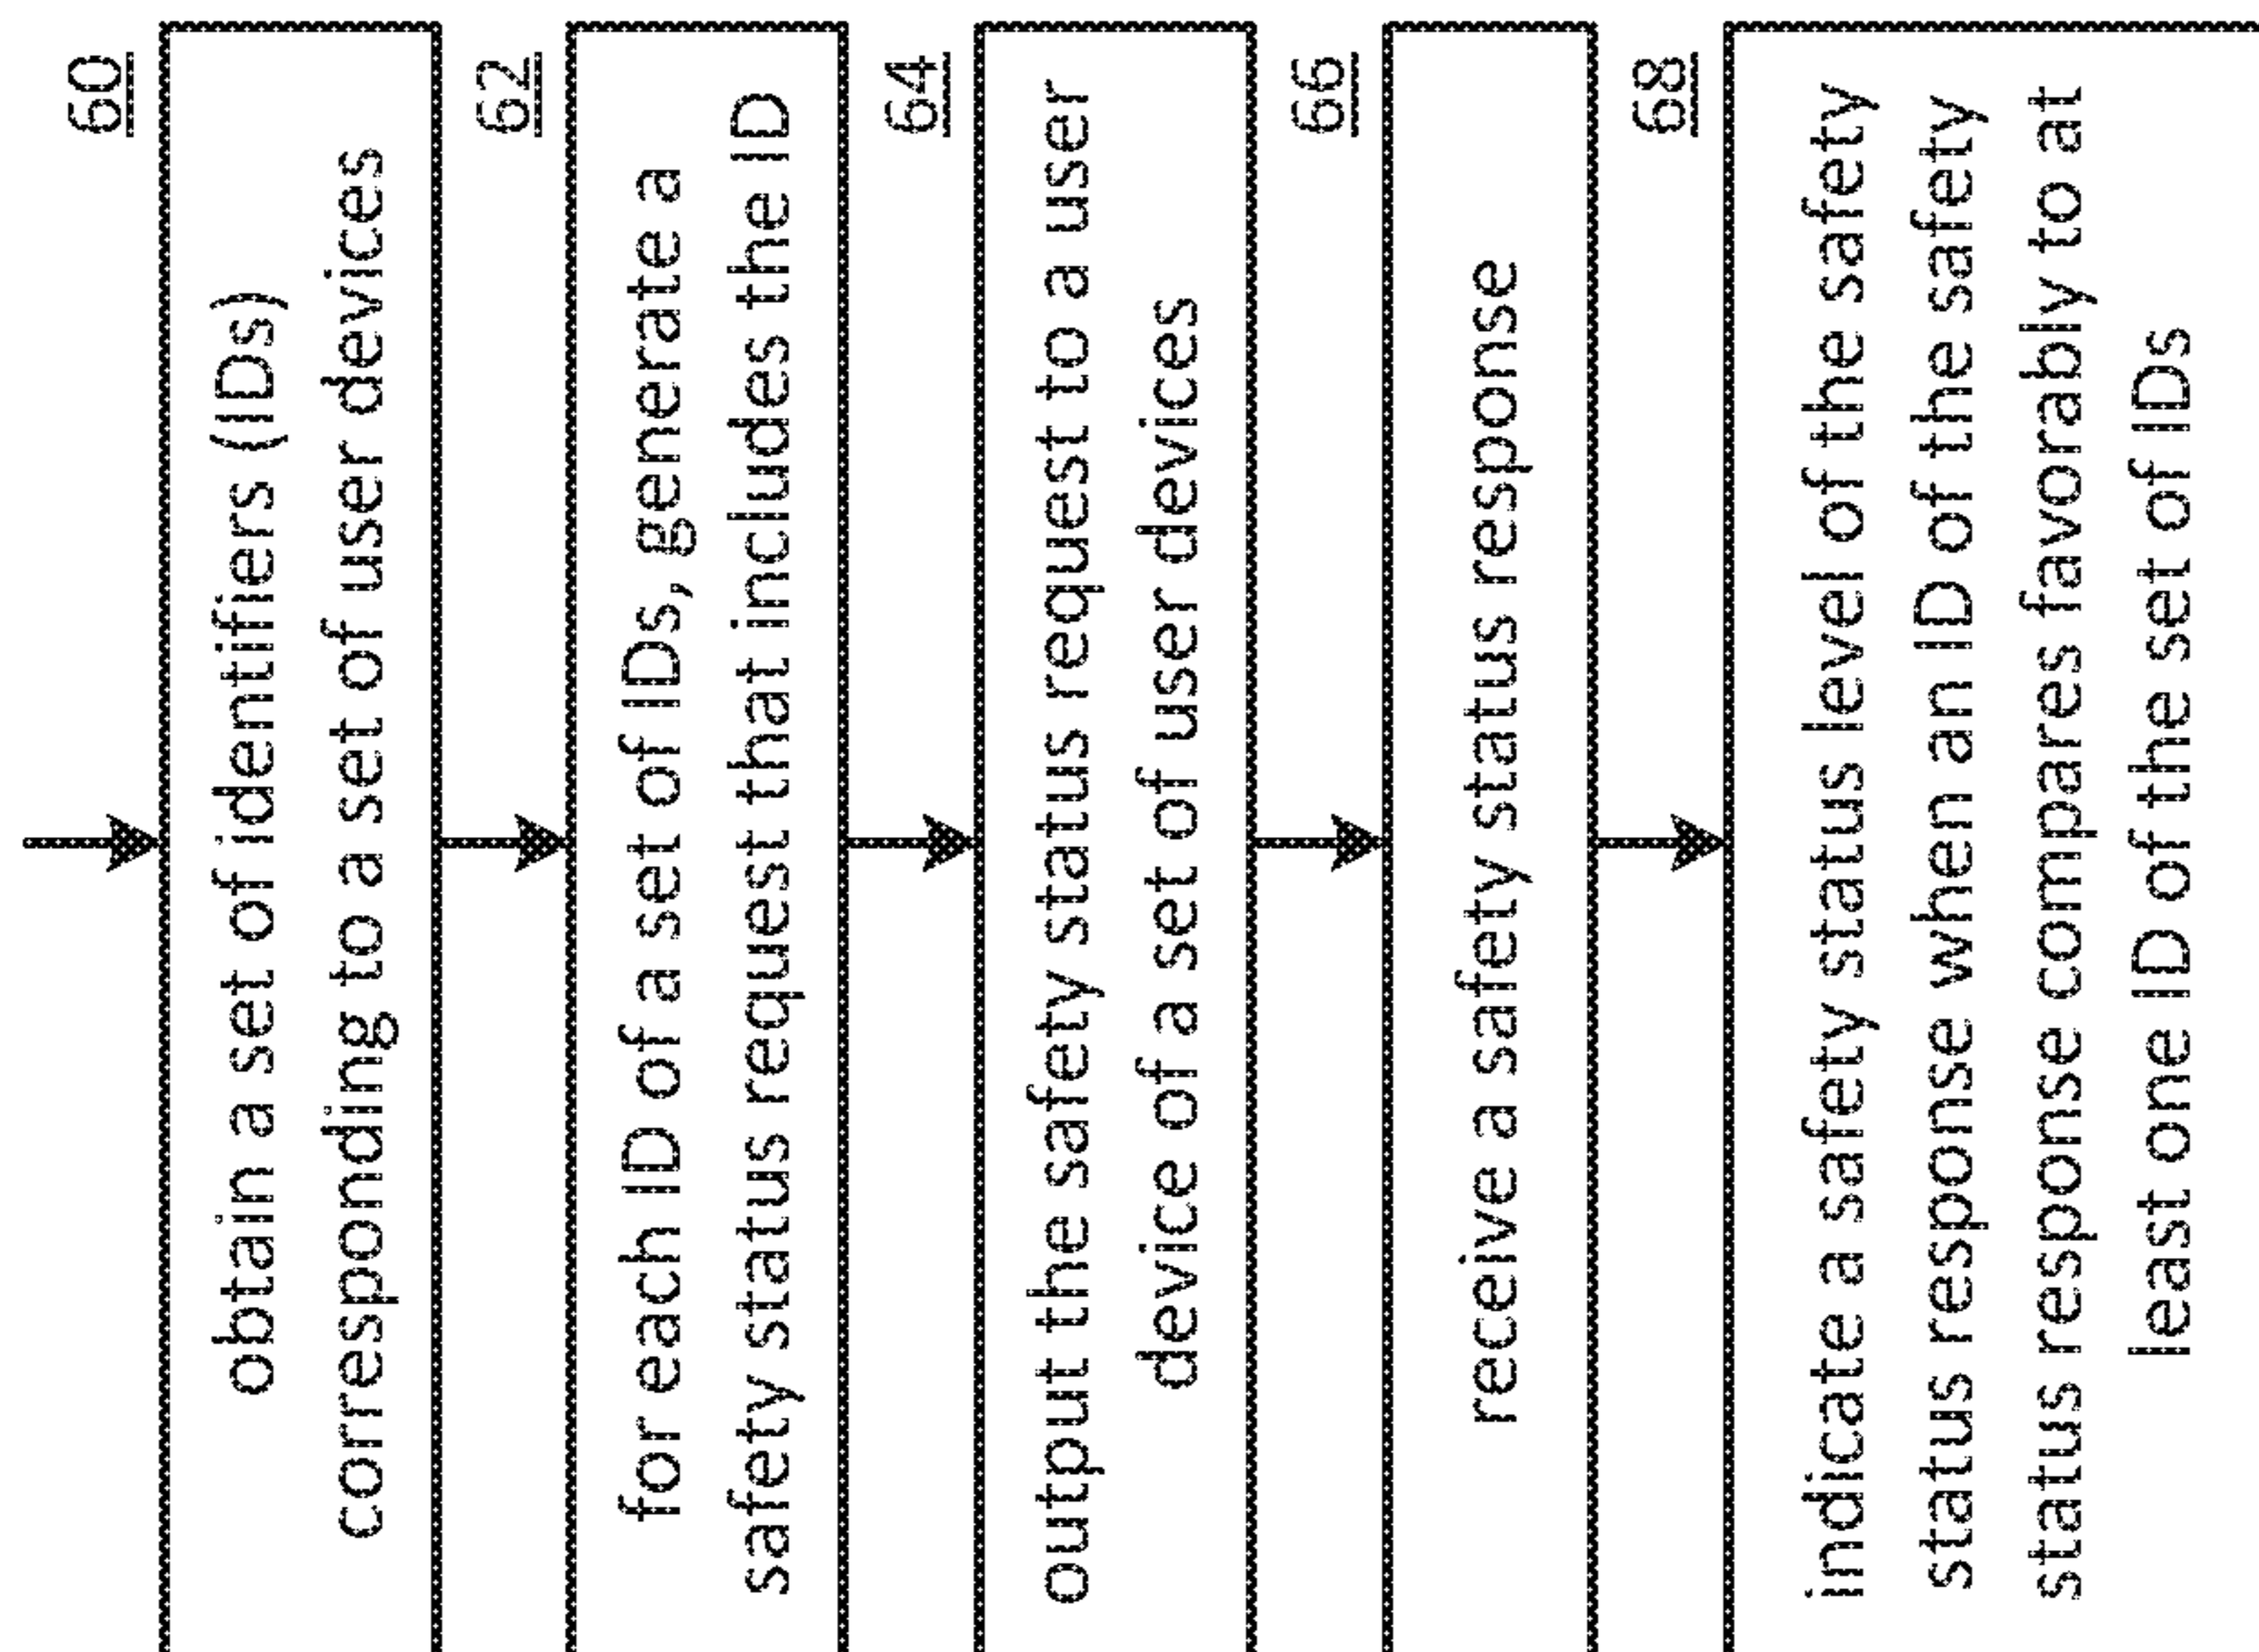 60
obtain a set of identifiers (IDs)
corresponding to a set of user devices
62
for each ID of a set of IDs, generate a
safety status request that includes the ID
64
output the safety status request to a user
device of a set of user devices
66
receive a safety status response
68
indicate a safety status level of the safety
status response when an ID of the safety
status response compares favorably to at
least one ID of the set of IDs